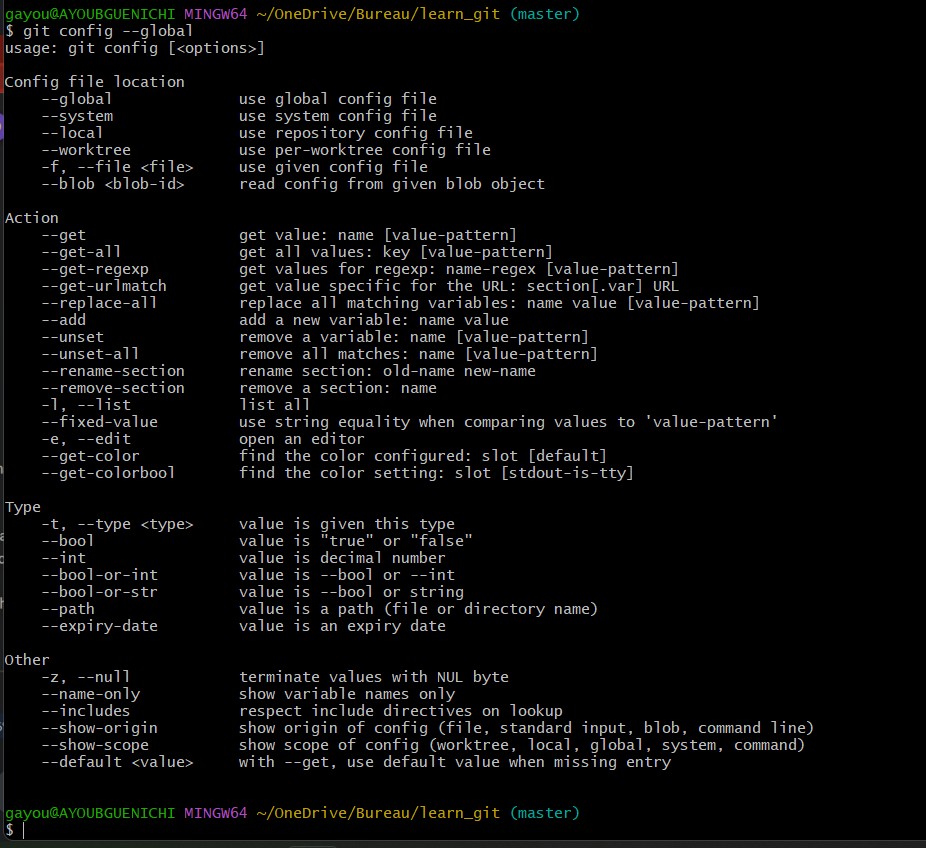 gayou@AYOUBGUENICHI MINGW64 ~/OneDrive/Bureau/learn_git (master)
$ git config --global
usage: git config [<options>]

Config file location
    --global              use global config file
    --system              use system config file
    --local               use repository config file
    --worktree            use per-worktree config file
    -f, --file <file>     use given config file
    --blob <blob-id>      read config from given blob object

Action
    --get                 get value: name [value-pattern]
    --get-all             get all values: key [value-pattern]
    --get-regexp          get values for regexp: name-regex [value-pattern]
    --get-urlmatch        get value specific for the URL: section[.var] URL
    --replace-all         replace all matching variables: name value [value-pattern]
    --add                 add a new variable: name value
    --unset               remove a variable: name [value-pattern]
    --unset-all           remove all matches: name [value-pattern]
    --rename-section      rename section: old-name new-name
    --remove-section      remove a section: name
    -l, --list            list all
    --fixed-value         use string equality when comparing values to 'value-pattern'
    -e, --edit            open an editor
    --get-color           find the color configured: slot [default]
    --get-colorbool       find the color setting: slot [stdout-is-tty]

Type
    -t, --type <type>     value is given this type
    --bool                value is "true" or "false"
    --int                 value is decimal number
    --bool-or-int         value is --bool or --int
    --bool-or-str         value is --bool or string
    --path                value is a path (file or directory name)
    --expiry-date         value is an expiry date

Other
    -z, --null            terminate values with NUL byte
    --name-only           show variable names only
    --includes            respect include directives on lookup
    --show-origin         show origin of config (file, standard input, blob, command line)
    --show-scope          show scope of config (worktree, local, global, system, command)
    --default <value>     with --get, use default value when missing entry

gayou@AYOUBGUENICHI MINGW64 ~/OneDrive/Bureau/learn_git (master)
$